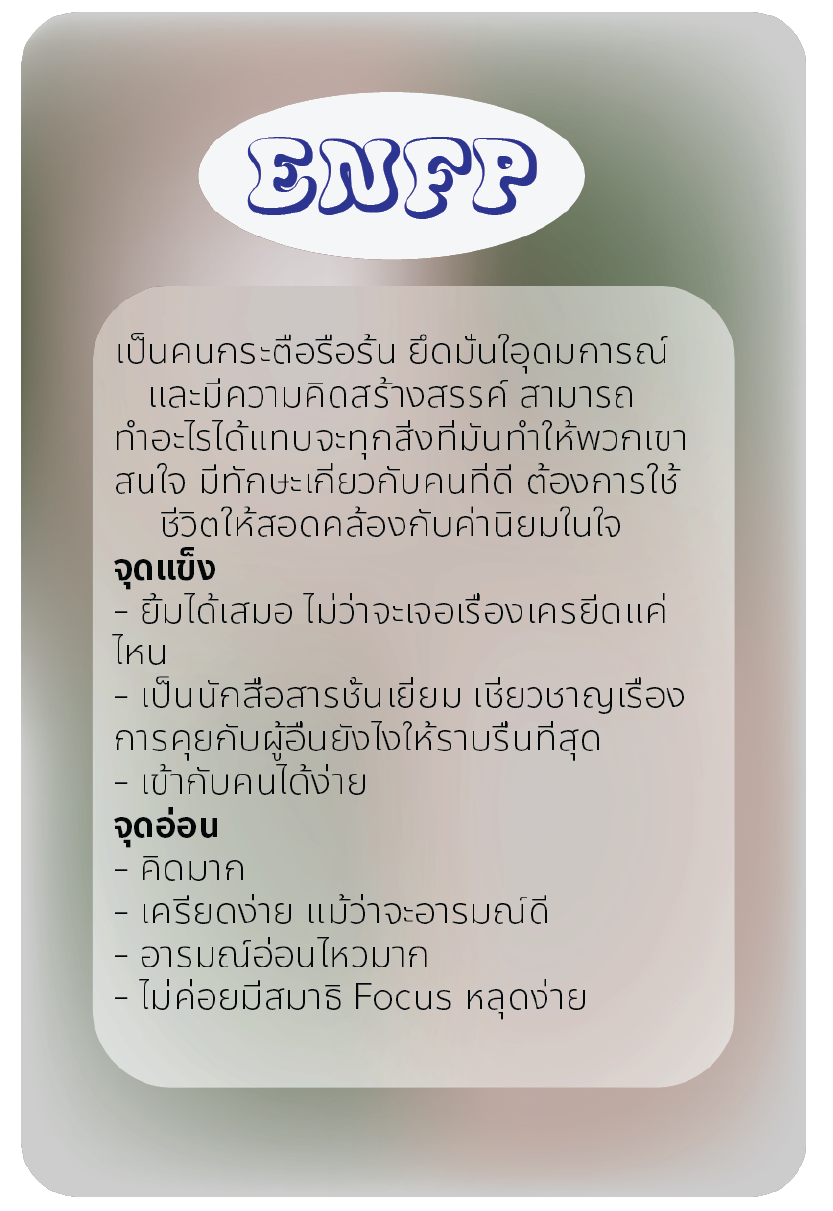 ENFP
เป็นคนกระตือรือร้น ยึดมั่นใอุดมการณ์
และมีความคิดสร้างสรรค์ สามารถ
ทำอะไรได้แทบจะทุกสิ่งที่มันทำให้พวกเขา
สนใจ มีทักษะเกี่ยวกับคนที่ดี ต้องการใช้
ชีวิตให้สอดคล้องกับค่านิยมในใจ
จุดแข็ง
- ยิ้มได้เสมอ ไม่ว่าจะเจอเรื่องเครยีดแค่
ไหน
- เป็นนักสื่อสารชั้นเยี่ยม เชี่ยวชาญเรื่อง
การคุยกับผู้อื่นยังไงให้ราบรื่นที่สุด
- เข้ากับคนได้ง่าย
จุดอ่อน
- คิดมาก
- เครียดง่าย แม้ว่าจะอารมณ์ดี
- อารมณ์อ่อนไหวมาก
- ไม่ค่อยมีสมาธิ Focus หลุดง่าย